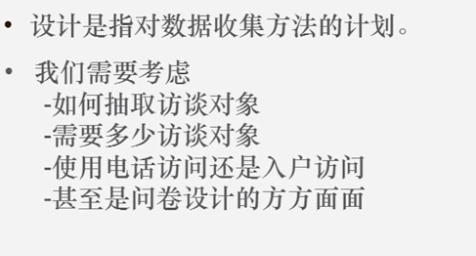 • 设计是指对数据收集方法的计划。
• 我们需要考虑
-如何抽取访谈对象
-需要多少访谈对象
-使用电话访问还是入户访问
-甚至是问卷设计的方方面面